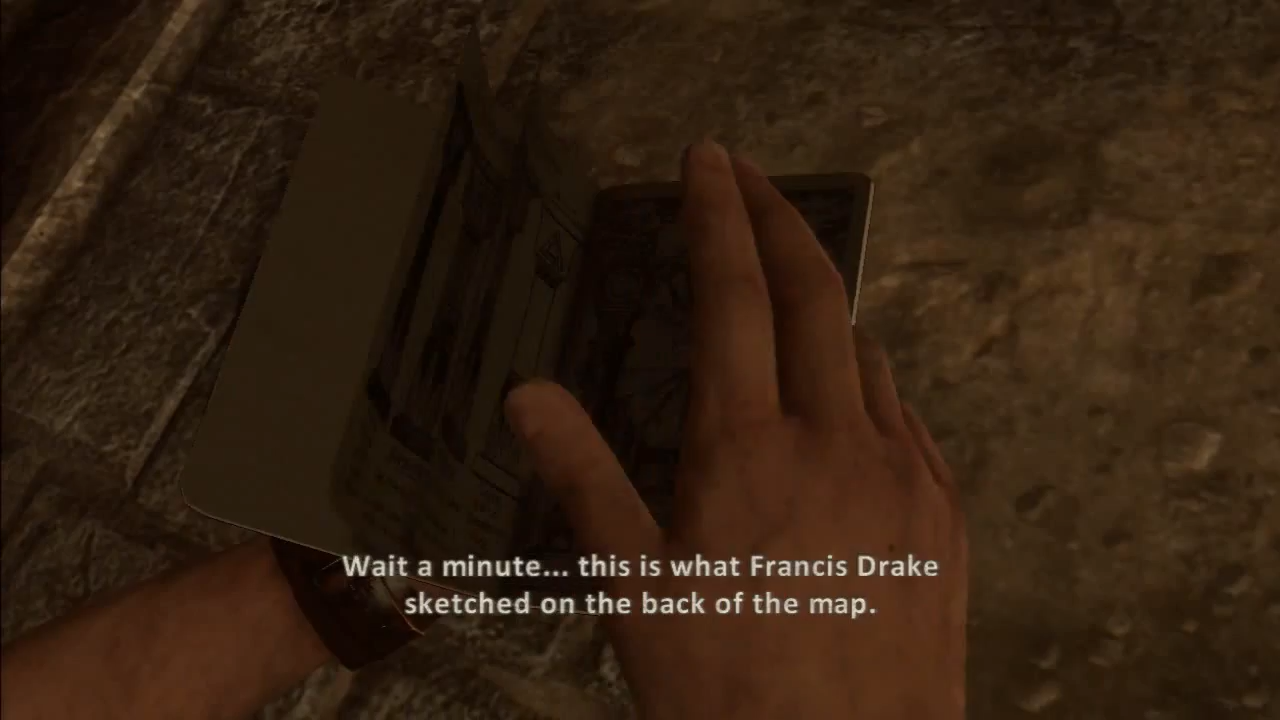 Wait a minute... this is what Francis Drake
sketched on the back of the map.